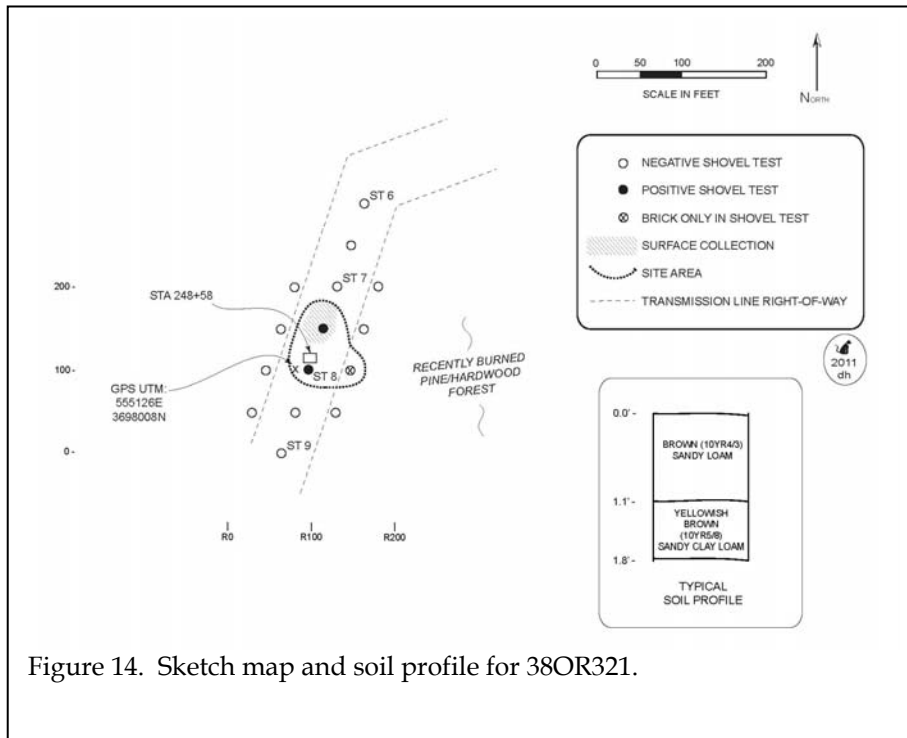 0 50 100 200
SCALE IN FEET
NORTH
NEGATIVE SHOVEL TEST
POSITIVE SHOVEL TEST
BRICK ONLY IN SHOVEL TEST
SURFACE COLLECTION
SITE AREA
TRANSMISSION LINE RIGHT-OF-WAY
2011
dh
ST 6
200-
ST 7
STA 248+58
100-
ST 8
GPS UTM:
555126E
3698008N
RECENTLY BURNED
PINE/HARDWOOD
FOREST
0-
ST 9
R0 R100 R200
0.0'-
BROWN (10YR4/3)
SANDY LOAM
1.1'-
YELLOWISH
BROWN
(10YR5/8)
SANDY CLAY LOAM
1.8'-
TYPICAL
SOIL PROFILE
Figure 14. Sketch map and soil profile for 38OR321.